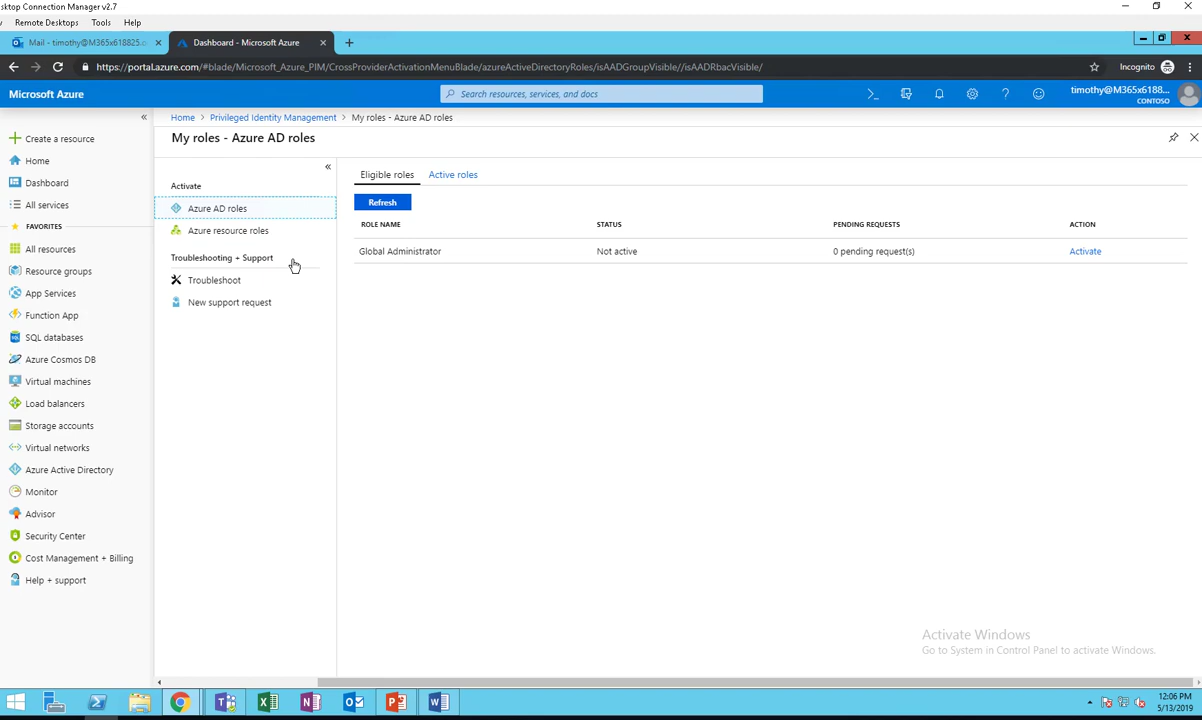 sktop Connection Manager v2.7
Remote Desktops Tools Help
Mail - timothy@M365x618825.c
Dashboard - Microsoft Azure
https://portal.azure.com/#blade/Microsoft_Azure_PIM/CrossProviderActivationMenuBlade/azureActiveDirectoryRoles/isAADGroupVisible//isAADRbacVisible/
Incognito
Microsoft Azure
Search resources, services, and docs
timothy@M365x6188...
CONTOSO
Create a resource
Home
Dashboard
All services
FAVORITES
All resources
Resource groups
App Services
Function App
SQL databases
Azure Cosmos DB
Virtual machines
Load balancers
Storage accounts
Virtual networks
Azure Active Directory
Monitor
Advisor
Security Center
Cost Management + Billing
Help + support
Home > Privileged Identity Management > My roles - Azure AD roles
My roles - Azure AD roles
Activate
Azure AD roles
Azure resource roles
Troubleshooting + Support
Troubleshoot
New support request
Eligible roles Active roles
Refresh
ROLE NAME STATUS PENDING REQUESTS ACTION
Global Administrator Not active 0 pending request(s) Activate
Activate Windows
Go to System in Control Panel to activate Windows.
12:06 PM
5/13/2019